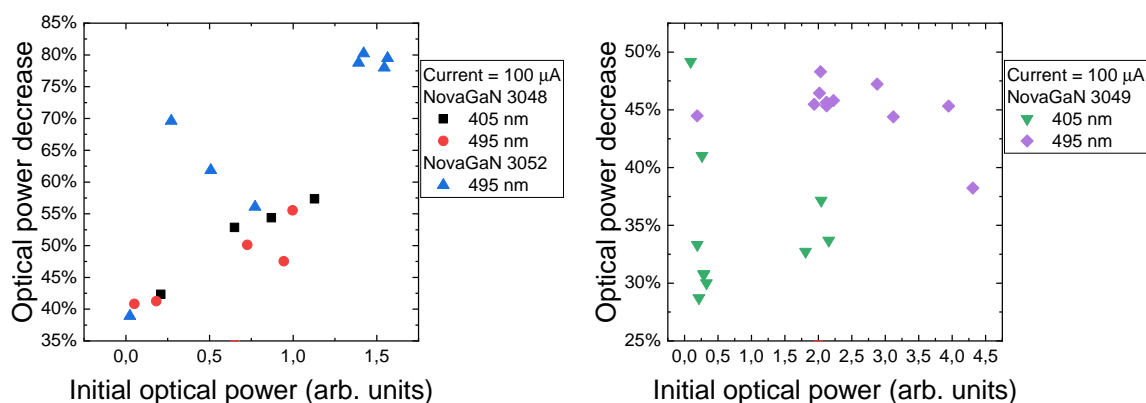 85%
80%
75%
70%
65%
60%
55%
50%
45%
40%
35%
Optical power decrease
0,0 0,5 1,0 1,5
Initial optical power (arb. units)
Current = 100 μA
NovaGaN 3048
405 nm
495 nm
NovaGaN 3052
495 nm
50%
45%
40%
35%
30%
25%
Optical power decrease
0,0 0,5 1,0 1,5 2,0 2,5 3,0 3,5 4,0 4,5
Initial optical power (arb. units)
Current = 100 μA
NovaGaN 3049
405 nm
495 nm